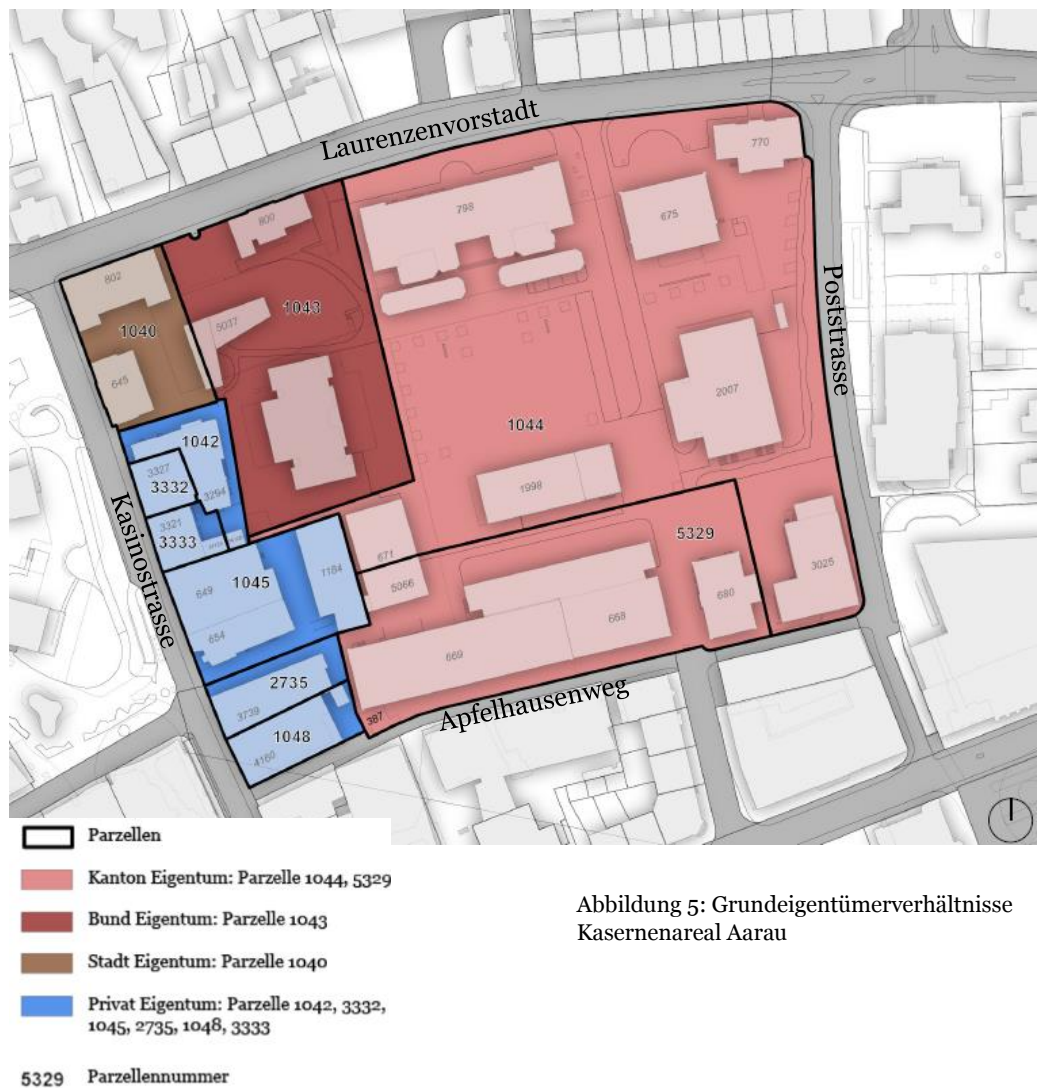 Laurenzenvorstadt
770
798
675
809
802
1043
5037
1040
Poststrasse
645
2007
1042
1044
3327
3332
3294
1998
3321
3333
5329
671
1184
1045
649
5066
3025
680
654
668
669
2735
Kasinostrasse
3739
387
Apfelhausenweg
1048
4160
Parzellen
Kanton Eigentum: Parzelle 1044, 5329
Bund Eigentum: Parzelle 1043
Stadt Eigentum: Parzelle 1040
Privat Eigentum: Parzelle 1042, 3332,
1045, 2735, 1048, 3333
5329 Parzellennummer
Abbildung 5: Grundeigentümerverhältnisse
Kasernenareal Aarau